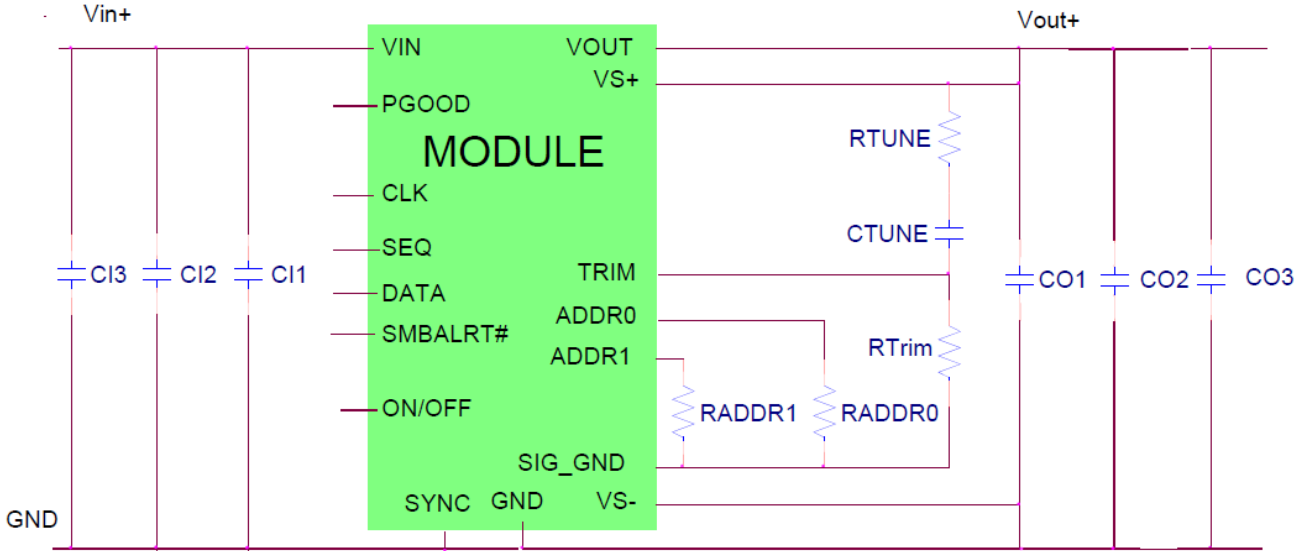 Vin+
Vout+
VIN
VOUT
VS+
PGOOD
RTUNE
MODULE
CLK
CTUNE
SEQ
TRIM
CI3
CI2
CI1
CO1
CO2
CO3
DATA
ADDR0
SMBALRT#
ADDR1
RTrim
ON/OFF
RADDR1
RADDR0
SIG_GND
SYNC
GND
VS-
GND